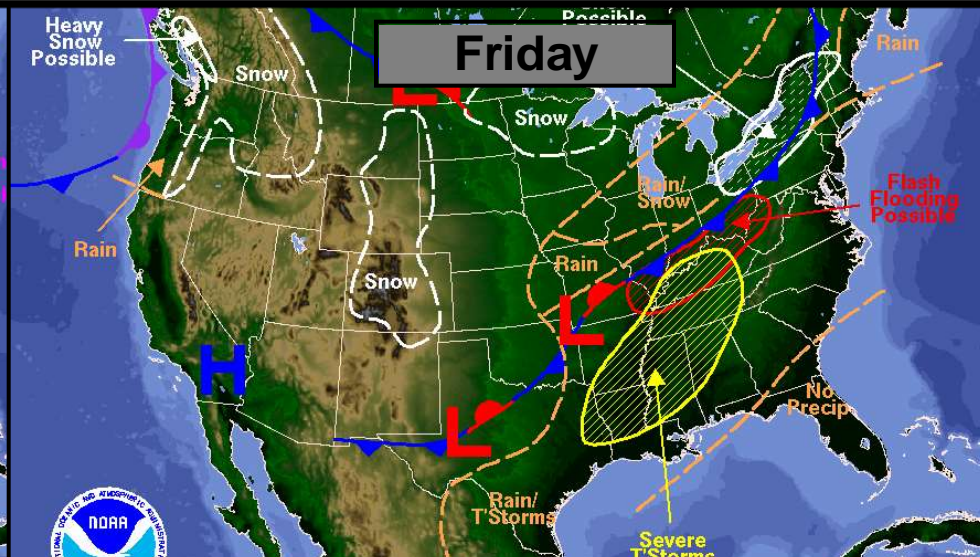 Heavy
Snow
Possible
Possible
Friday
Rain
Snow
Snow
Flash
Flooding
Possible
Rain/
Snow
Rain
Rain
Snow
L
L
L
H
No
Precip
Rain/
T'Storms
Severe
T'Storms
NOAA